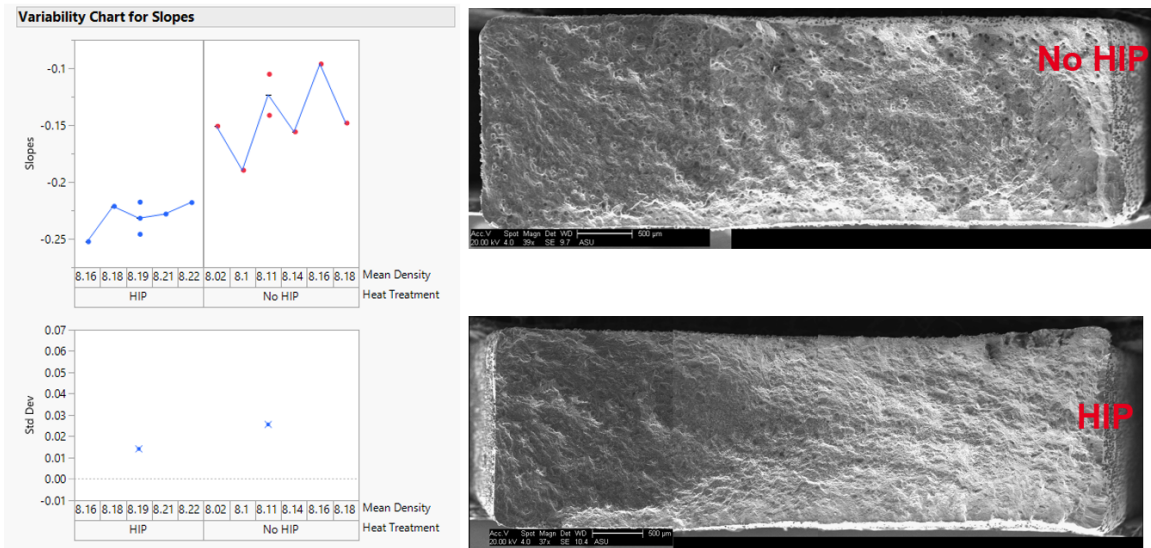 Variability Chart for Slopes
-0.1
-0.15
-0.2
-0.25
Slopes
8.16 8.18 8.19 8.21 8.22 8.02 8.1 8.11 8.14 8.16 8.18 Mean Density
HIP No HIP Heat Treatment
0.07
0.06
0.05
0.04
0.03
0.02
0.01
0.00
-0.01
Std Dev
8.16 8.18 8.19 8.21 8.22 8.02 8.1 8.11 8.14 8.16 8.18 Mean Density
HIP No HIP Heat Treatment
No HIP
Acc.V Spot Magn Det WD 500 µm
20.00 kV 4.0 39x SE 9.7 ASU
HIP
Acc.V Spot Magn Det WD 500 µm
20.00 kV 4.0 37x SE 10.4 ASU